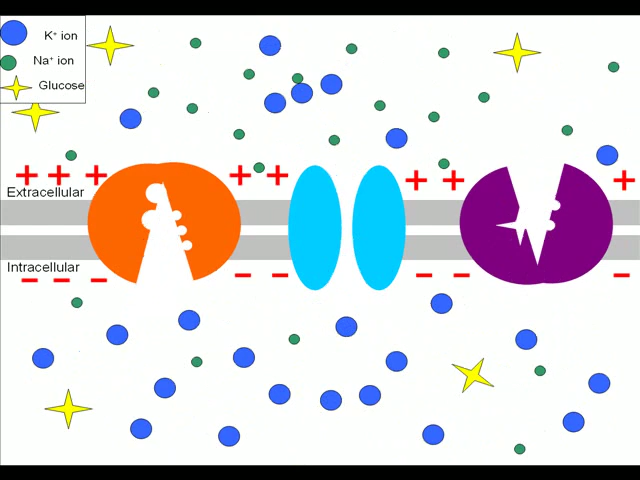 K⁺ ion
Na⁺ ion
Glucose
Extracellular
Intracellular